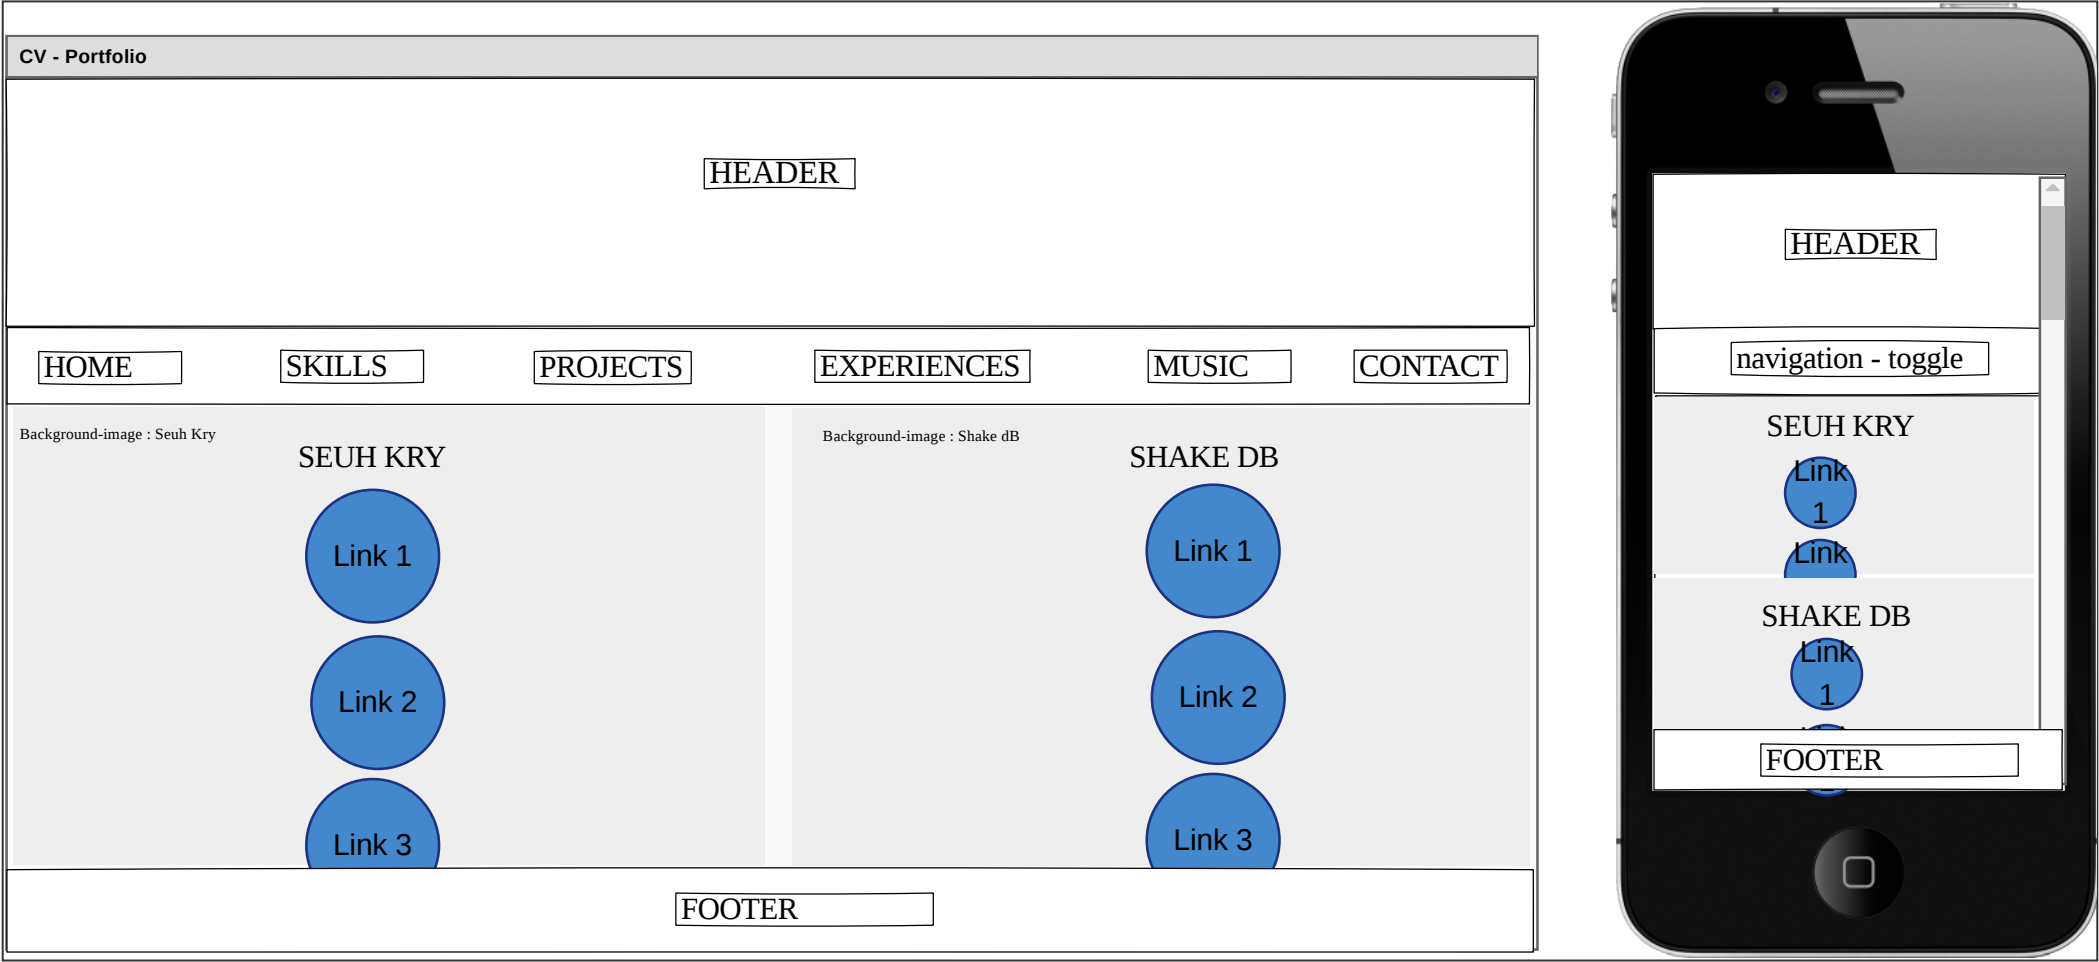 CV - Portfolio
HEADER
HOME
SKILLS
PROJECTS
EXPERIENCES
MUSIC
CONTACT
Background-image : Seuh Kry
SEUH KRY
Link 1
Link 2
Link 3
Background-image : Shake dB
SHAKE DB
Link 1
Link 2
Link 3
FOOTER
HEADER
navigation - toggle
SEUH KRY
Link
1
Link
SHAKE DB
Link
1
FOOTER